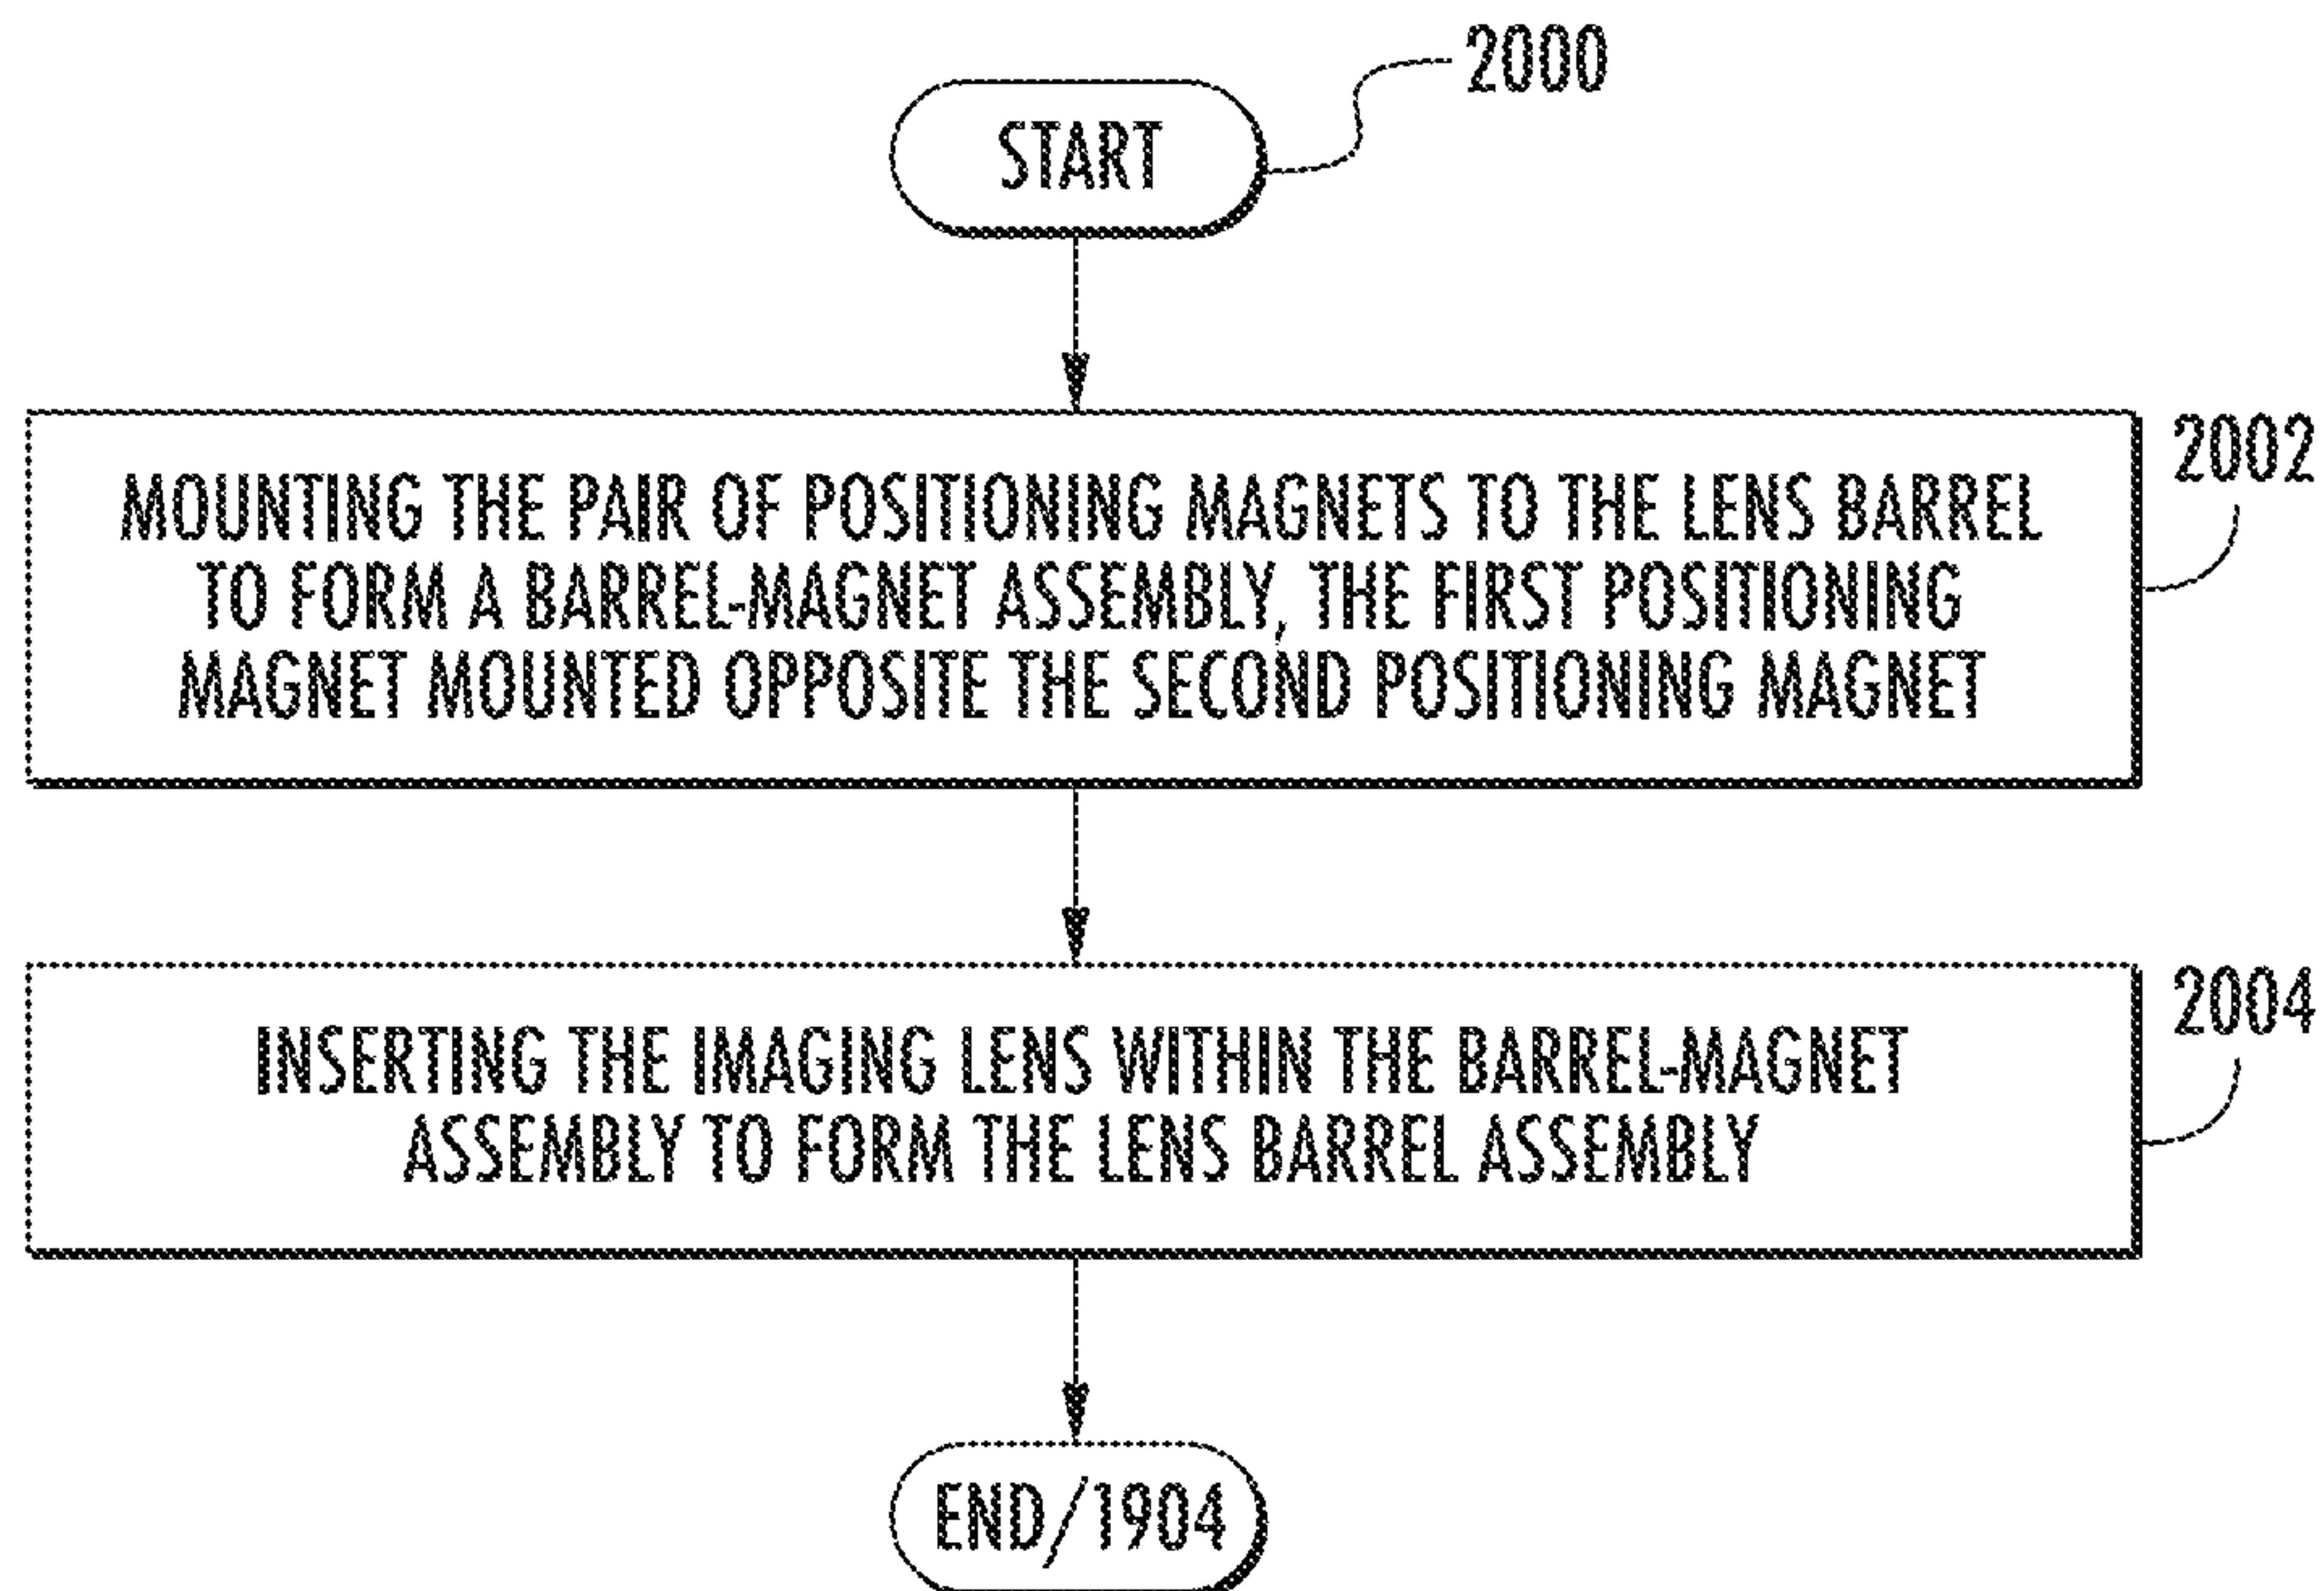 2000
START
2002
MOUNTING THE PAIR OF POSITIONING MAGNETS TO THE LENS BARREL
TO FORM A BARREL-MAGNET ASSEMBLY, THE FIRST POSITIONING
MAGNET MOUNTED OPPOSITE THE SECOND POSITIONING MAGNET
2004
INSERTING THE IMAGING LENS WITHIN THE BARREL-MAGNET
ASSEMBLY TO FORM THE LENS BARREL ASSEMBLY
END/1904